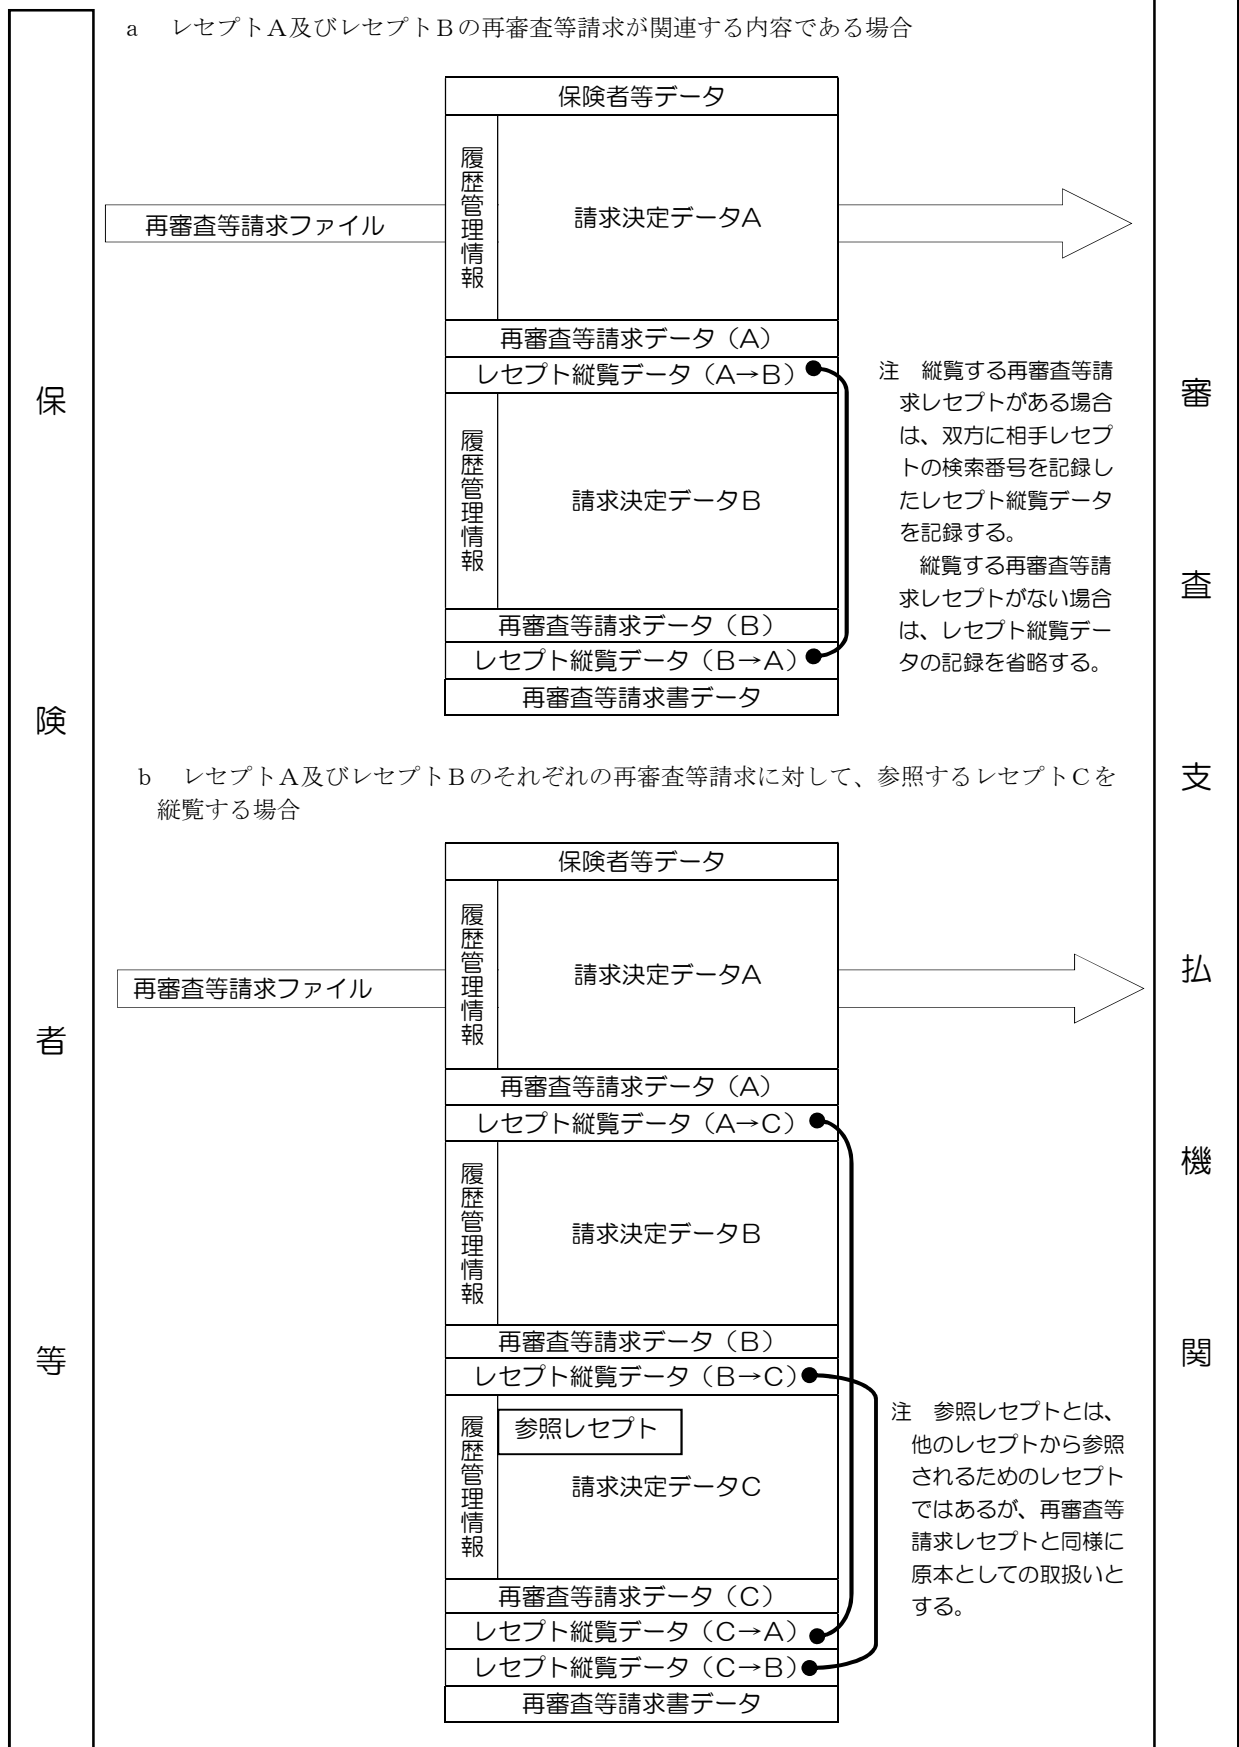 保険者等
a　レセプトA及びレセプトBの再審査等請求が関連する内容である場合
保険者等データ
履歴管理情報
請求決定データA
再審査等請求ファイル
再審査等請求データ（A）
レセプト縦覧データ（A→B）
履歴管理情報
請求決定データB
再審査等請求データ（B）
レセプト縦覧データ（B→A）
再審査等請求書データ
注　縦覧する再審査等請
求レセプトがある場合
は、双方に相手レセプ
トの検索番号を記録し
たレセプト縦覧データ
を記録する。
縦覧する再審査等請
求レセプトがない場合
は、レセプト縦覧デー
タの記録を省略する。
b　レセプトA及びレセプトBのそれぞれの再審査等請求に対して、参照するレセプトCを
縦覧する場合
保険者等データ
履歴管理情報
請求決定データA
再審査等請求ファイル
再審査等請求データ（A）
レセプト縦覧データ（A→C）
履歴管理情報
請求決定データB
再審査等請求データ（B）
レセプト縦覧データ（B→C）
履歴管理情報
参照レセプト
請求決定データC
再審査等請求データ（C）
レセプト縦覧データ（C→A）
レセプト縦覧データ（C→B）
再審査等請求書データ
注　参照レセプトとは、
他のレセプトから参照
されるためのレセプト
ではあるが、再審査等
請求レセプトと同様に
原本としての取扱いと
する。
審査支払機関